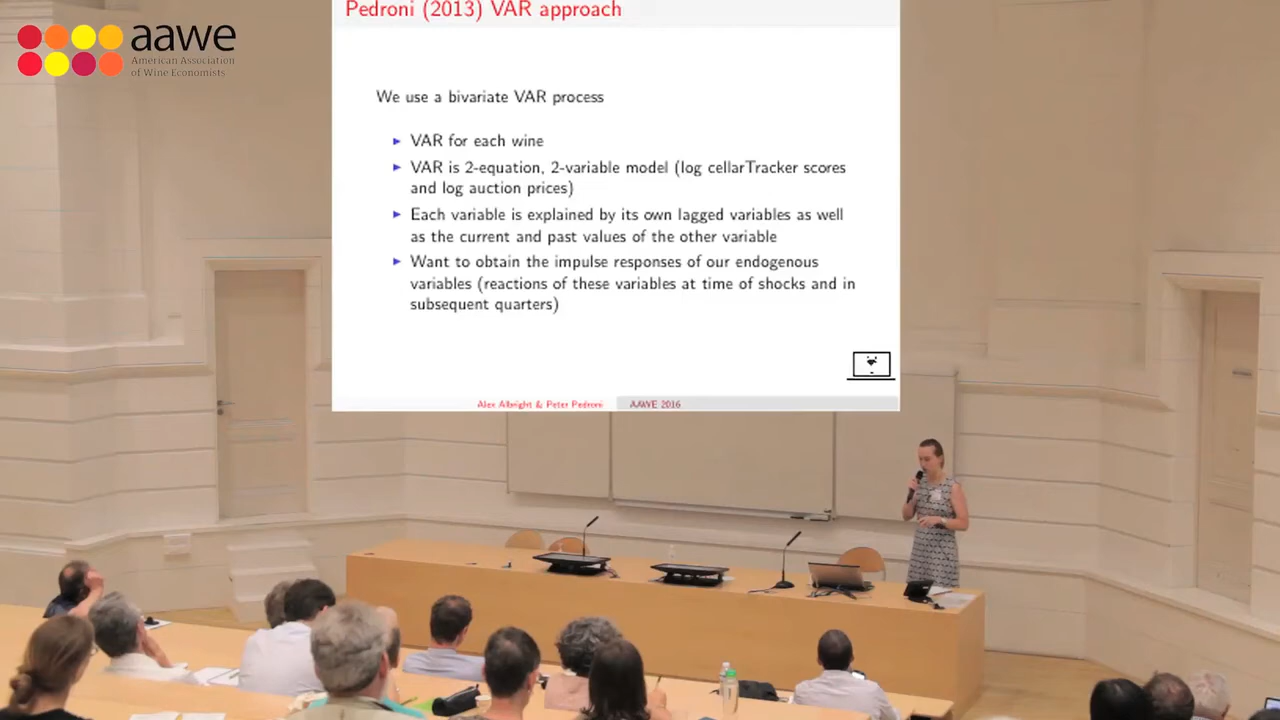 aawe
American Association
of Wine Economists
Pedroni (2013) VAR approach
We use a bivariate VAR process
VAR for each wine
VAR is 2-equation, 2-variable model (log cellarTracker scores
and log auction prices)
Each variable is explained by its own lagged variables as well
as the current and past values of the other variable
Want to obtain the impulse responses of our endogenous
variables (reactions of these variables at time of shocks and in
subsequent quarters)
Alex Albright & Peter Pedroni AAWE 2016